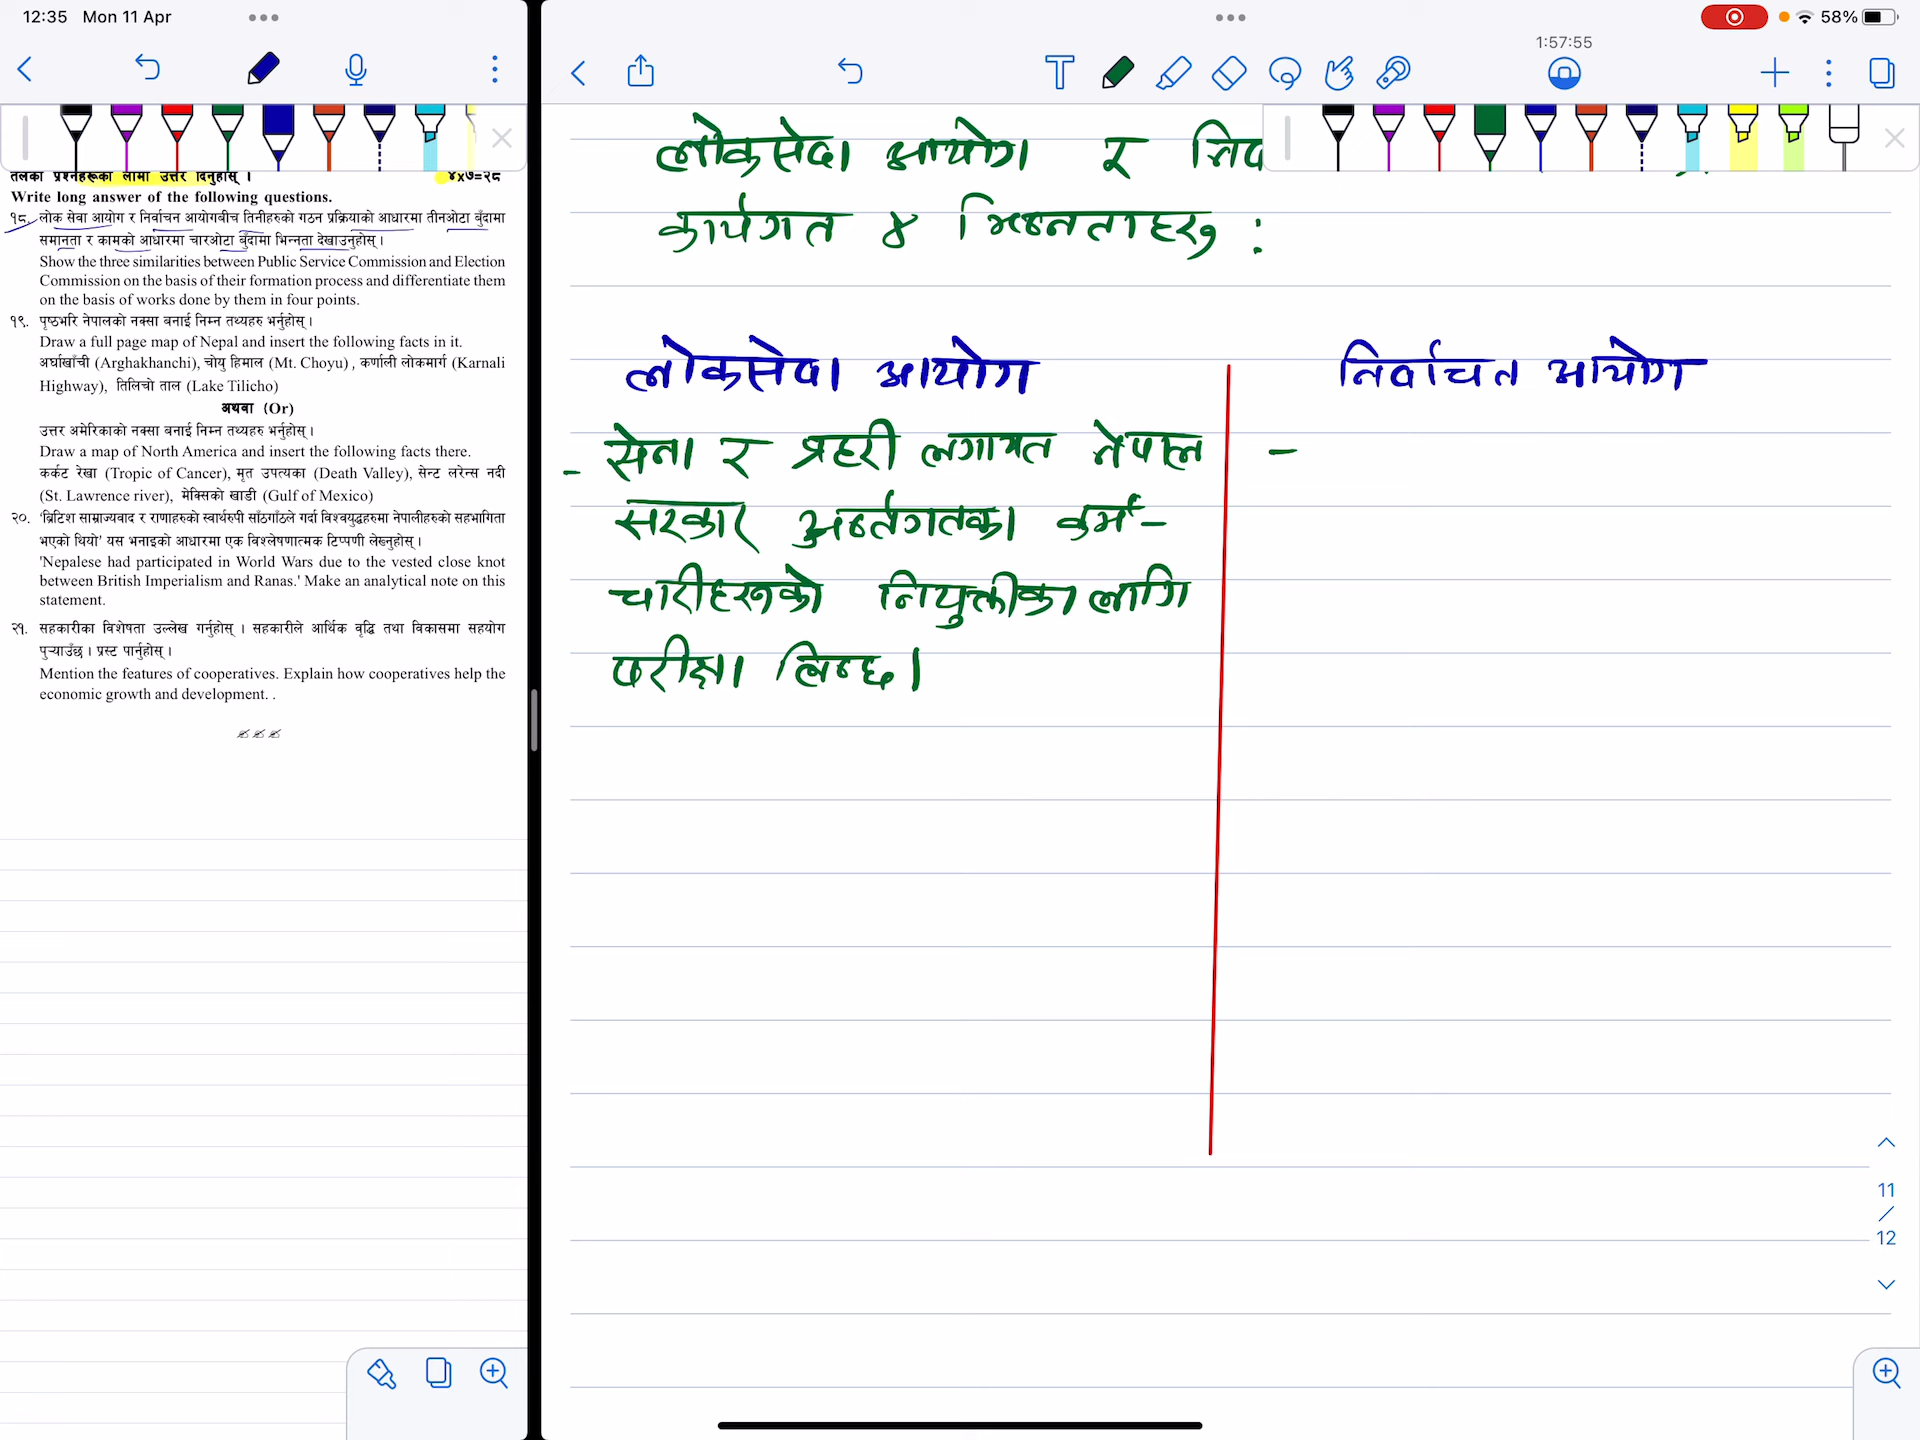 12:35 Mon 11 Apr
58%
1:57:55
तलका प्रश्नहरूको लामो उत्तर दिनुहोस् । ४x७=२८
Write long answer of the following questions.
१८. लोक सेवा आयोग र निर्वाचन आयोगबीच तिनीहरुको गठन प्रक्रियाको आधारमा तीनओटा बुँदामा
समानता र कामको आधारमा चारओटा बुँदामा भिन्नता देखाउनुहोस् ।
Show the three similarities between Public Service Commission and Election
Commission on the basis of their formation process and differentiate them
on the basis of works done by them in four points.
१९. पृष्ठभरि नेपालको नक्सा बनाई निम्न तथ्यहरु भर्नुहोस् ।
Draw a full page map of Nepal and insert the following facts in it.
अर्घाखाँची (Arghakhanchi), चोयु हिमाल (Mt. Choyu) , कर्णाली लोकमार्ग (Karnali
Highway), तिलिचो ताल (Lake Tilicho)
अथवा (Or)
उत्तर अमेरिकाको नक्सा बनाई निम्न तथ्यहरु भर्नुहोस् ।
Draw a map of North America and insert the following facts there.
कर्कट रेखा (Tropic of Cancer), मृत उपत्यका (Death Valley), सेन्ट लरेन्स नदी
(St. Lawrence river), मेक्सिको खाडी (Gulf of Mexico)
२०. 'ब्रिटिश साम्राज्यवाद र राणाहरुको स्वार्थरुपी साँठगाँठले गर्दा विश्वयुद्धहरुमा नेपालीहरुको सहभागिता
भएको थियो' यस भनाइको आधारमा एक विश्लेषणात्मक टिप्पणी लेख्नुहोस् ।
'Nepalese had participated in World Wars due to the vested close knot
between British Imperialism and Ranas.' Make an analytical note on this
statement.
२१. सहकारीका विशेषता उल्लेख गर्नुहोस् । सहकारीले आर्थिक वृद्धि तथा विकासमा सहयोग
पुऱ्याउँछ । प्रस्ट पार्नुहोस् ।
Mention the features of cooperatives. Explain how cooperatives help the
economic growth and development. .
लोकसेवा आयोग र
कार्यगत ४ भिन्नताहरु :
लोकसेवा आयोग
- सेना र प्रहरी लगायत नेपाल
सरकार अन्तर्गतका कर्म-
चारीहरुको नियुक्तीका लागि
परीक्षा लिन्छ ।
निर्वाचन आयोग
-
11
/
12